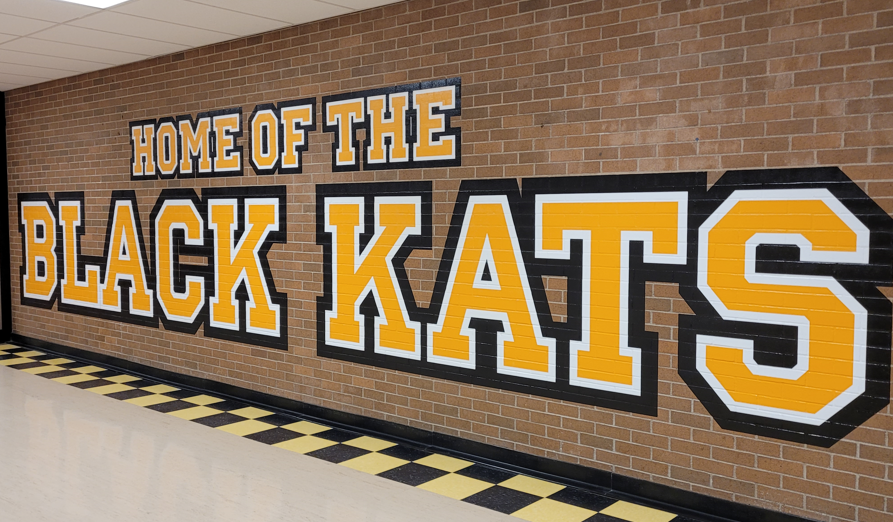 HOME OF THE
BLACK KATS